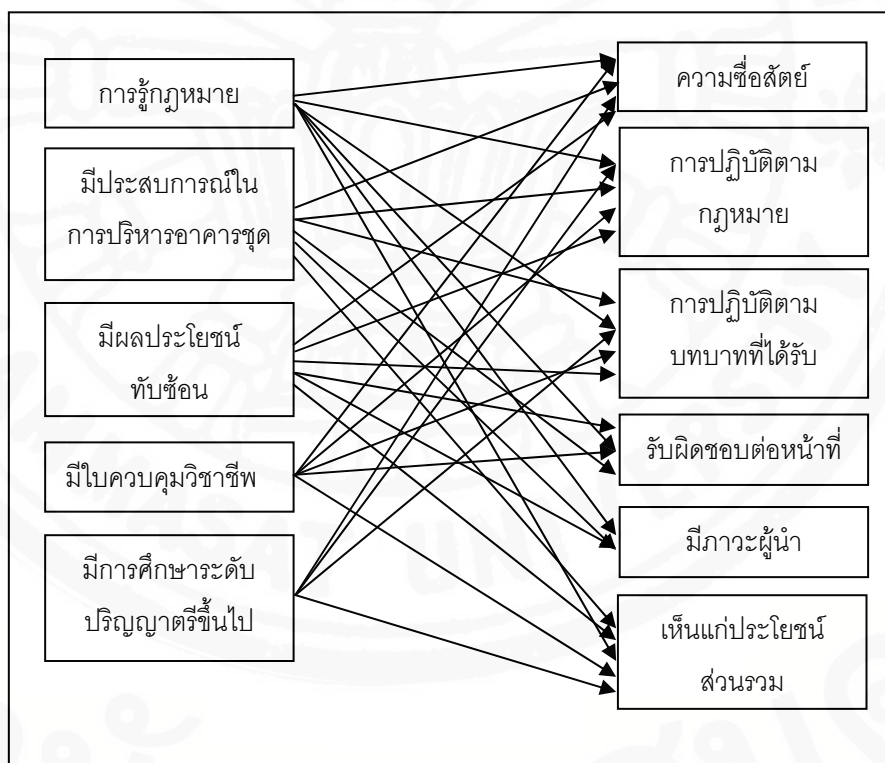 การรู้กฎหมาย
มีประสบการณ์ใน
การบริหารอาคารชุด
มีผลประโยชน์
ทับซ้อน
มีใบควบคุมวิชาชีพ
มีการศึกษาระดับ
ปริญญาตรีขึ้นไป
ความซื่อสัตย์
การปฏิบัติตาม
กฎหมาย
การปฏิบัติตาม
บทบาทที่ได้รับ
รับผิดชอบต่อหน้าที่
มีภาวะผู้นำ
เห็นแก่ประโยชน์
ส่วนรวม